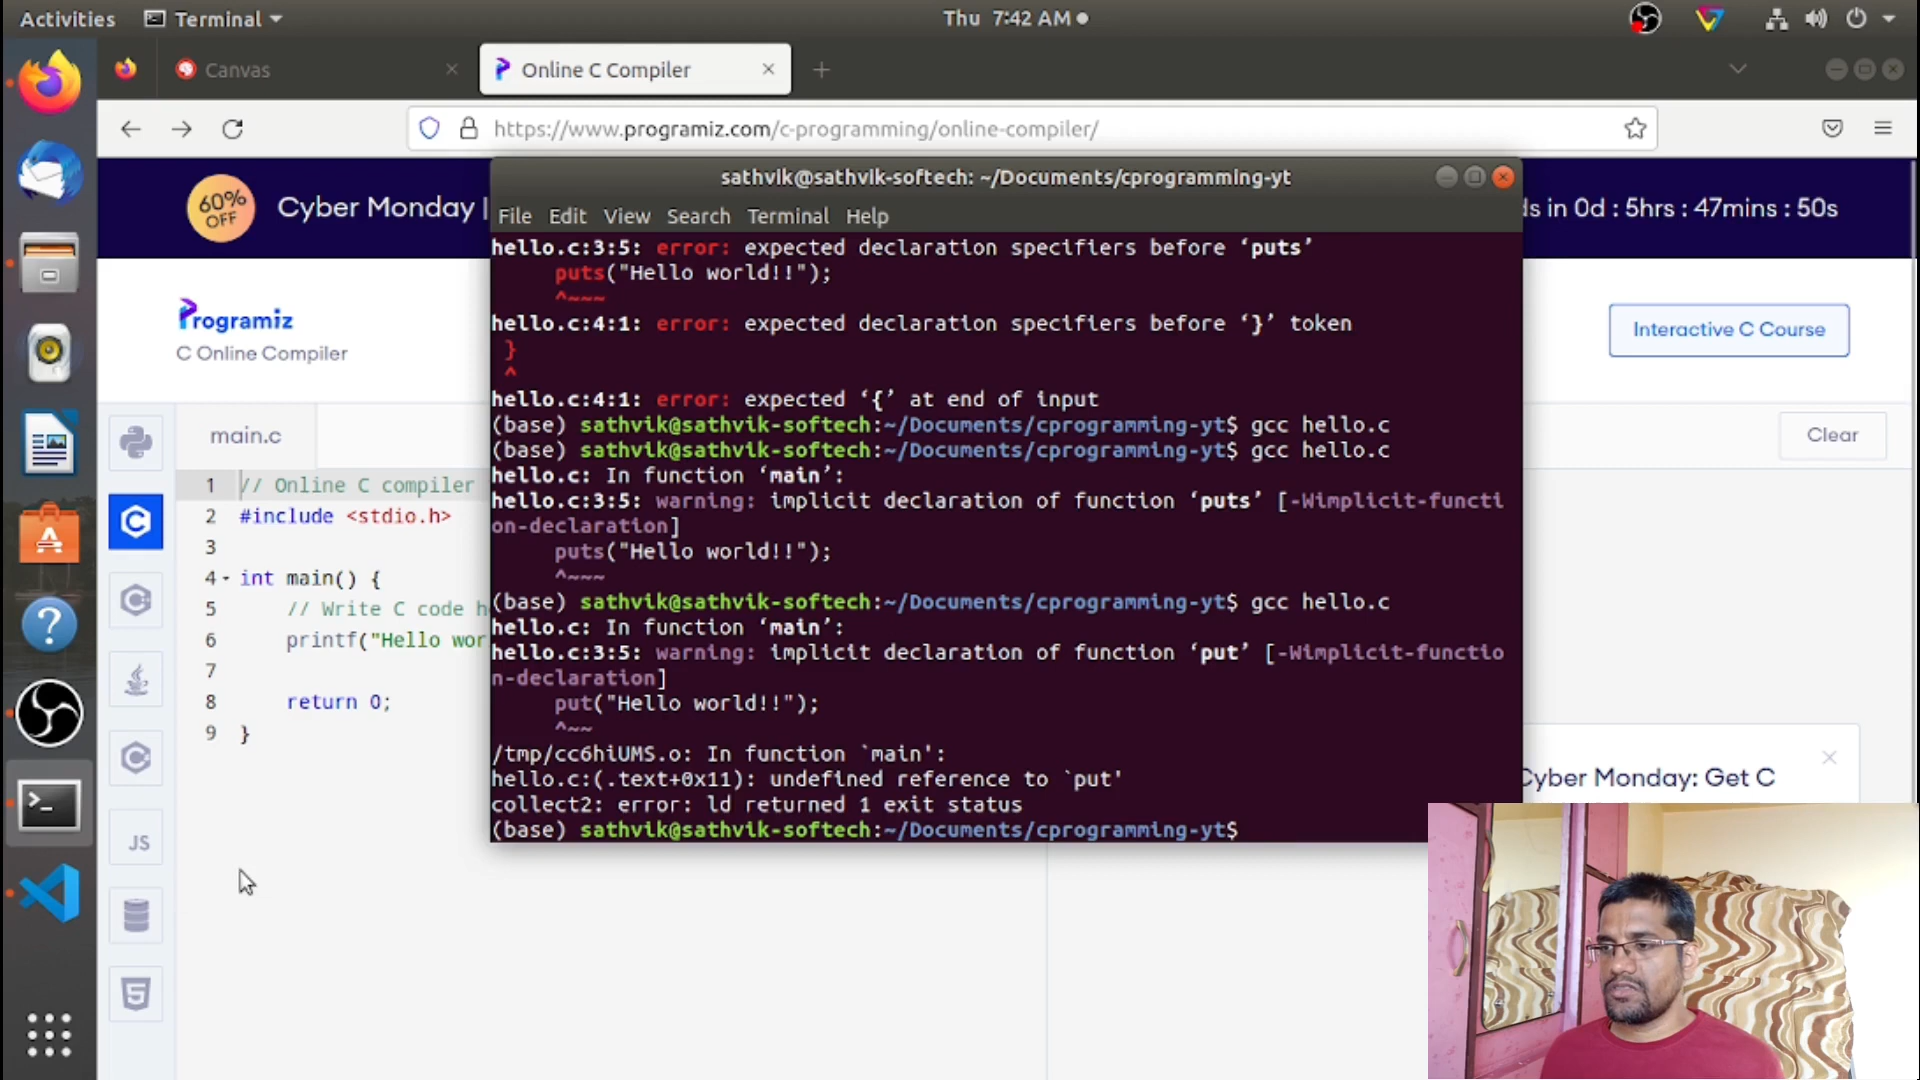 Activities
Terminal
Thu 7:42 AM
Canvas
Online C Compiler
https://www.programiz.com/c-programming/online-compiler/
60% OFF
Cyber Monday |
ds in 0d : 5hrs : 47mins : 50s
sathvik@sathvik-softech: ~/Documents/cprogramming-yt
File Edit View Search Terminal Help
hello.c:3:5: error: expected declaration specifiers before ‘puts’
puts("Hello world!!");
^~~~
hello.c:4:1: error: expected declaration specifiers before ‘}’ token
}
^
hello.c:4:1: error: expected ‘{’ at end of input
(base) sathvik@sathvik-softech:~/Documents/cprogramming-yt$ gcc hello.c
(base) sathvik@sathvik-softech:~/Documents/cprogramming-yt$ gcc hello.c
hello.c: In function ‘main’:
hello.c:3:5: warning: implicit declaration of function ‘puts’ [-Wimplicit-functi
on-declaration]
puts("Hello world!!");
^~~~
(base) sathvik@sathvik-softech:~/Documents/cprogramming-yt$ gcc hello.c
hello.c: In function ‘main’:
hello.c:3:5: warning: implicit declaration of function ‘put’ [-Wimplicit-functio
n-declaration]
put("Hello world!!");
^~~
/tmp/cc6hiUMS.o: In function `main':
hello.c:(.text+0x11): undefined reference to `put'
collect2: error: ld returned 1 exit status
(base) sathvik@sathvik-softech:~/Documents/cprogramming-yt$
Programiz
C Online Compiler
Interactive C Course
main.c
Clear
1 // Online C compiler
2 #include <stdio.h>
3
4 int main() {
5 // Write C code h
6 printf("Hello wor
7
8 return 0;
9 }
JS
Cyber Monday: Get C